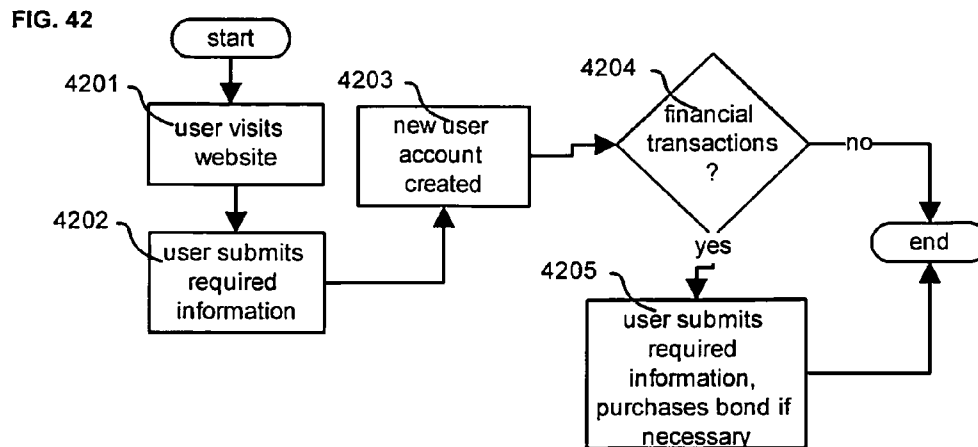 FIG. 42
start
4201
user visits
website
4202
user submits
required
information
4203
new user
account
created
4204
financial
transactions
?
no
yes
end
4205
user submits
required
information,
purchases bond if
necessary